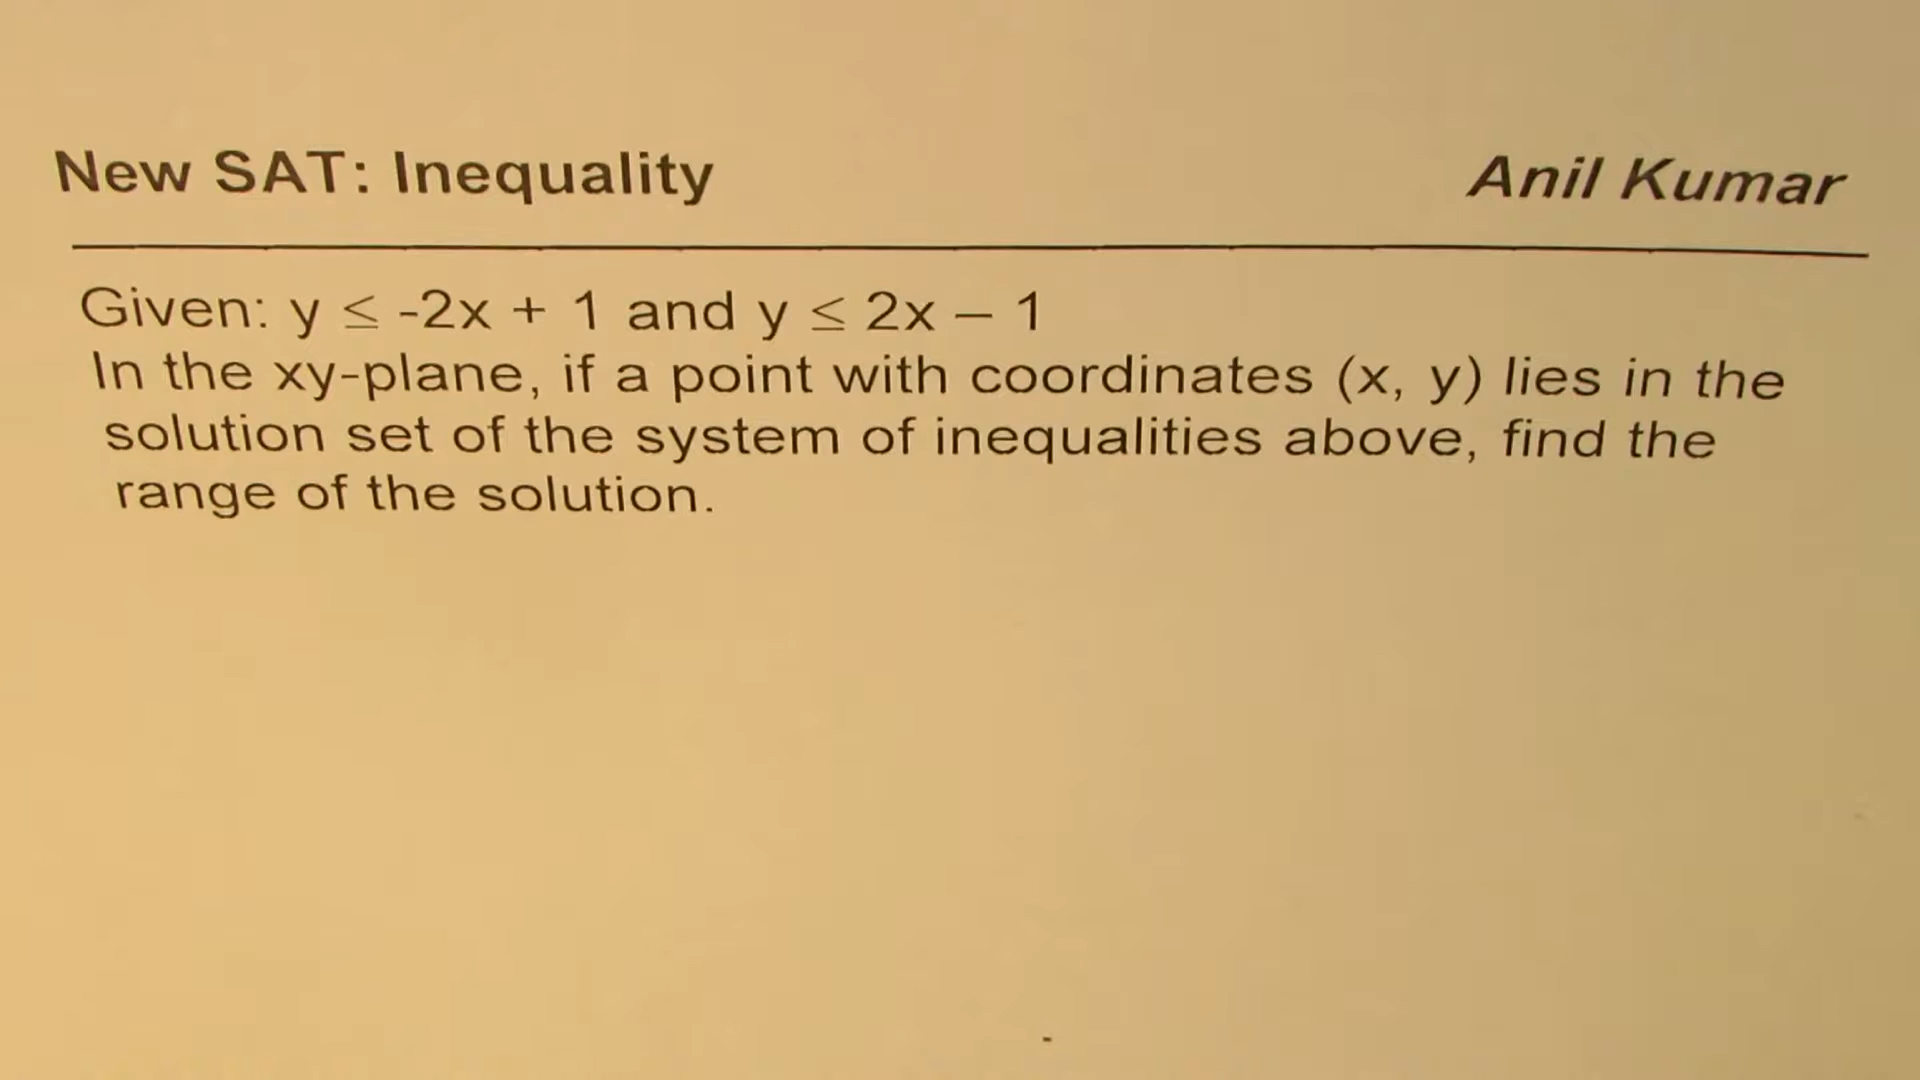 New SAT: Inequality
Anil Kumar
Given: y ≤ -2x + 1 and y ≤ 2x – 1
In the xy-plane, if a point with coordinates (x, y) lies in the
solution set of the system of inequalities above, find the
range of the solution.